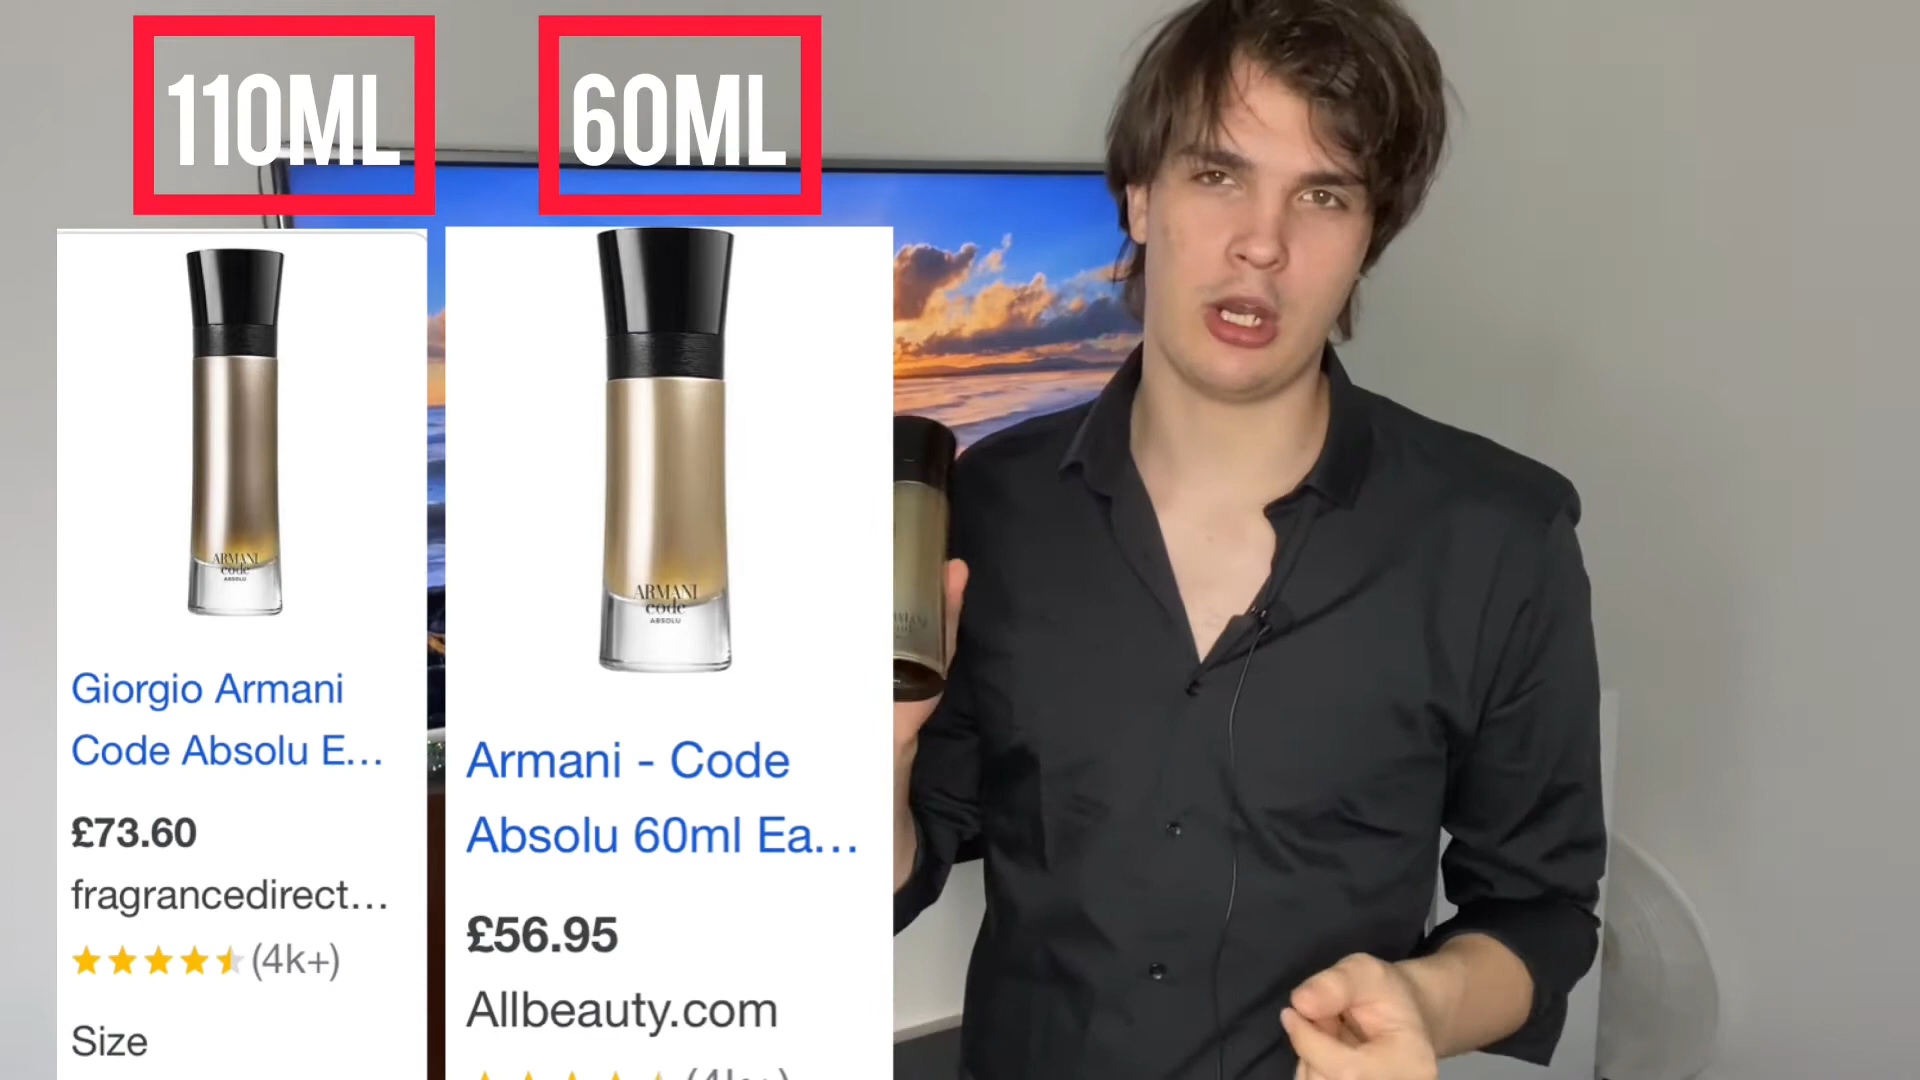 110ML
60ML
ARMANI
code
ABSOLU
Giorgio Armani
Code Absolu E...
£73.60
fragrancedirect...
(4k+)
Size
ARMANI
code
ABSOLU
Armani - Code
Absolu 60ml Ea...
£56.95
Allbeauty.com